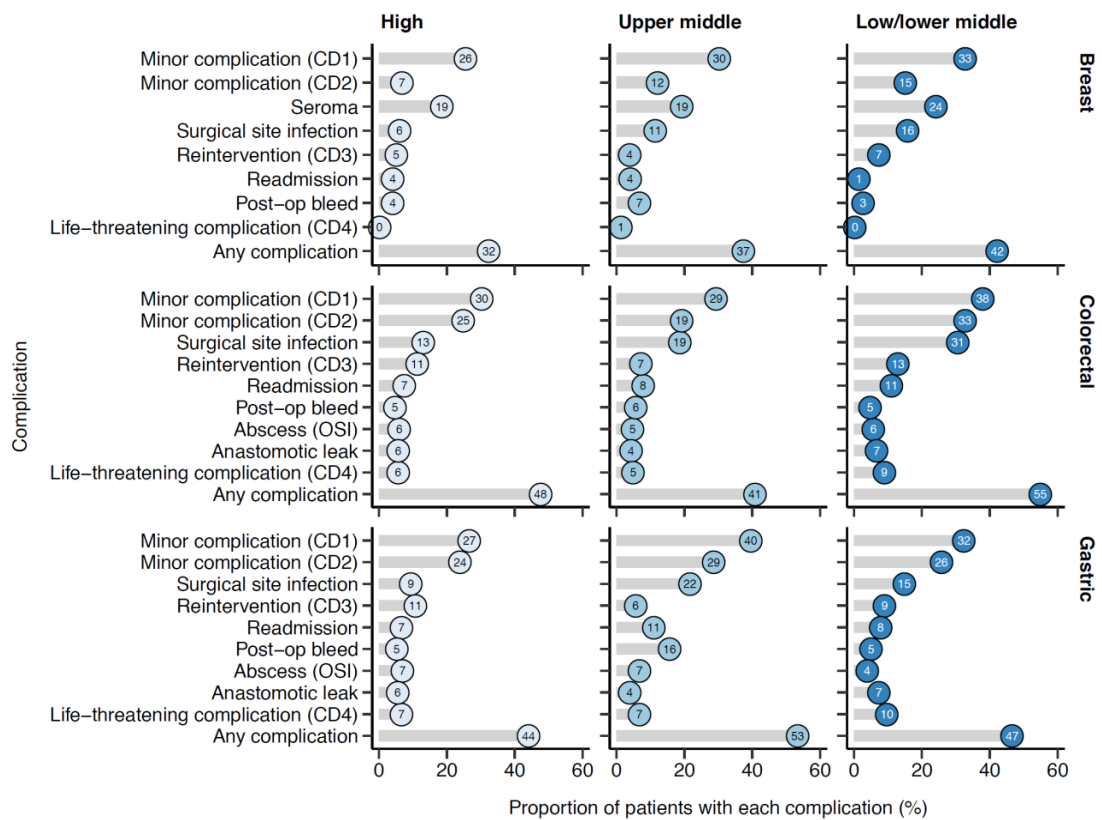 High Upper middle Low/lower middle
Minor complication (CD1) 26 30 33
Minor complication (CD2) 7 12 15
Seroma 19 19 24
Surgical site infection 6 11 16
Reintervention (CD3) 5 4 7
Readmission 4 4 1
Post−op bleed 4 7 3
Life−threatening complication (CD4) 0 1 0
Any complication 32 37 42
Breast
Minor complication (CD1) 30 29 38
Minor complication (CD2) 25 19 33
Surgical site infection 13 19 31
Reintervention (CD3) 11 7 13
Readmission 7 8 11
Post−op bleed 5 6 5
Abscess (OSI) 6 5 6
Anastomotic leak 6 4 7
Life−threatening complication (CD4) 6 5 9
Any complication 48 41 55
Colorectal
Minor complication (CD1) 27 40 32
Minor complication (CD2) 24 29 26
Surgical site infection 9 22 15
Reintervention (CD3) 11 6 9
Readmission 7 11 8
Post−op bleed 5 16 5
Abscess (OSI) 7 7 4
Anastomotic leak 6 4 7
Life−threatening complication (CD4) 7 7 10
Any complication 44 53 47
Gastric
0 20 40 60 0 20 40 60 0 20 40 60
Complication
Proportion of patients with each complication (%)